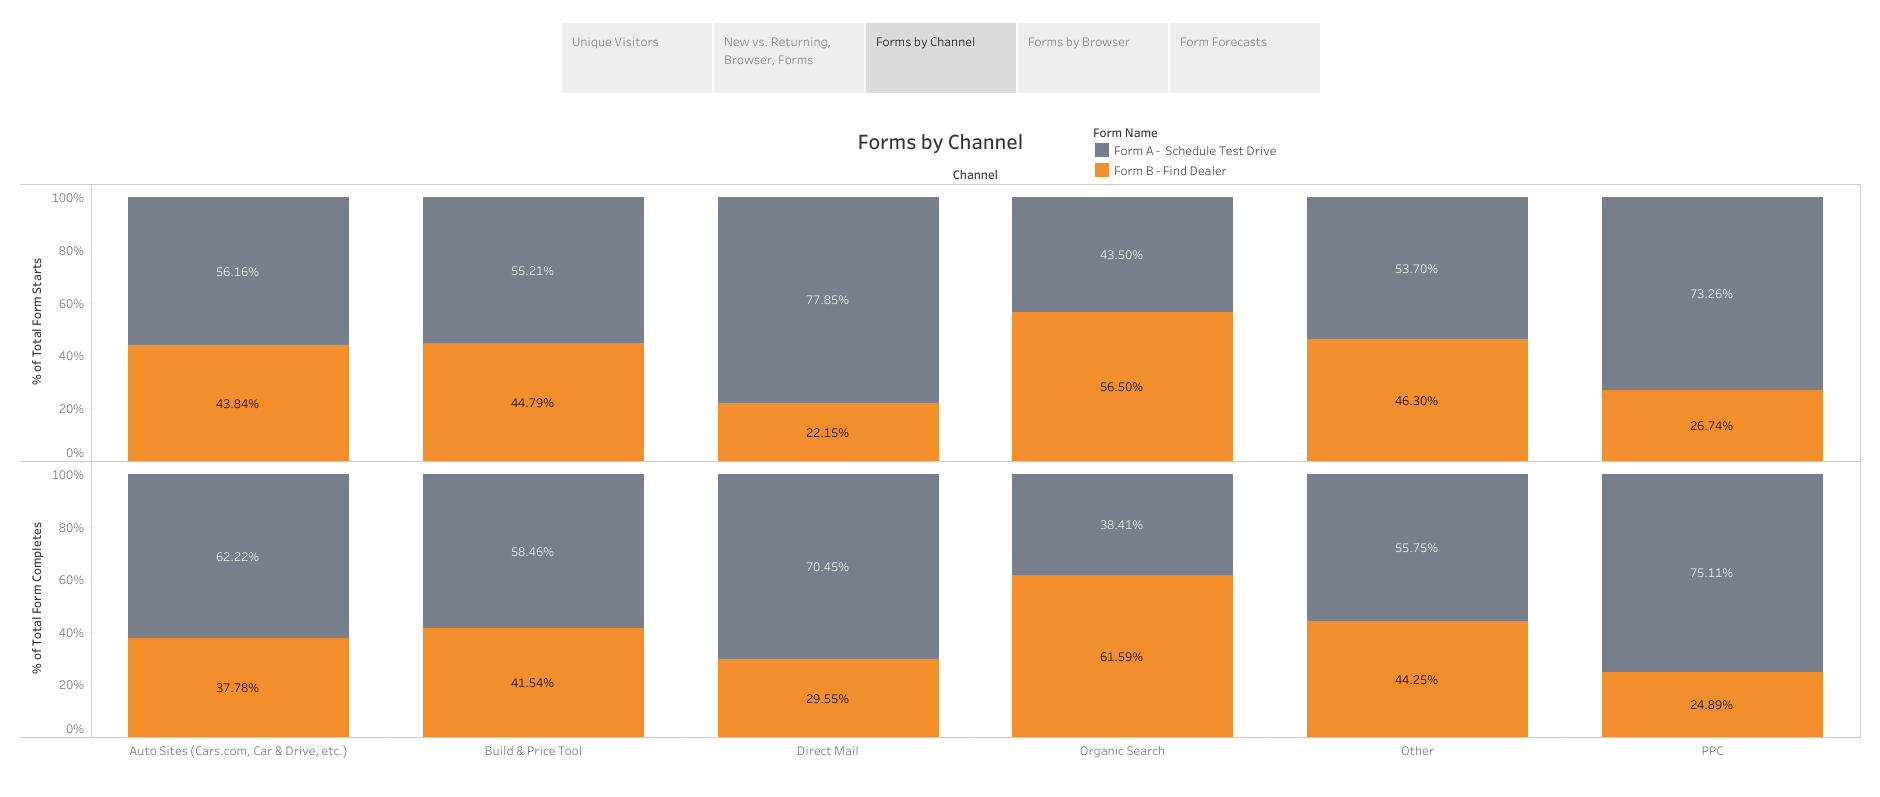 Unique Visitors
New vs. Returning,
Browser, Forms
Forms by Channel
Forms by Browser
Form Forecasts
Forms by Channel
Form Name
Form A -  Schedule Test Drive
Form B - Find Dealer
Channel
% of Total Form Starts
100%
80%
60%
40%
20%
0%
56.16%
55.21%
77.85%
43.50%
53.70%
73.26%
43.84%
44.79%
22.15%
56.50%
46.30%
26.74%
% of Total Form Completes
100%
80%
60%
40%
20%
0%
62.22%
58.46%
70.45%
38.41%
55.75%
75.11%
37.78%
41.54%
29.55%
61.59%
44.25%
24.89%
Auto Sites (Cars.com, Car & Drive, etc.)
Build & Price Tool
Direct Mail
Organic Search
Other
PPC